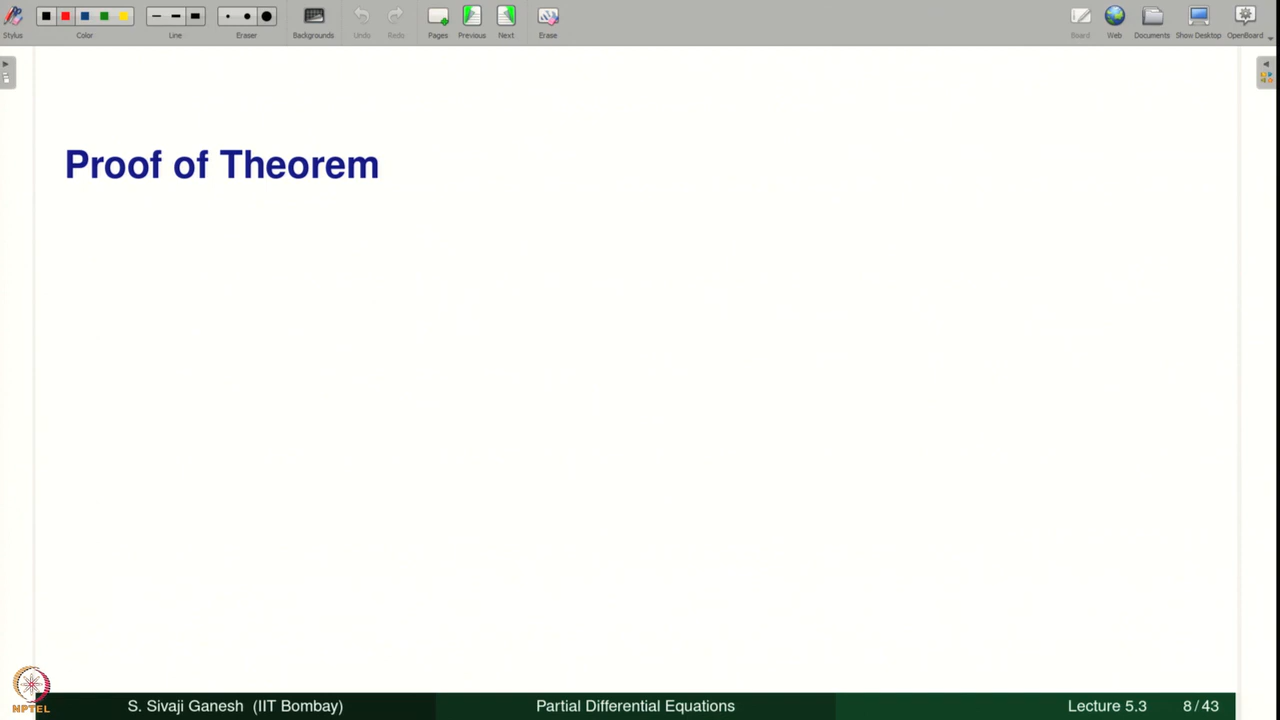 Stylus
Color
Line
Eraser
Backgrounds
Undo
Redo
Pages
Previous
Next
Erase
Board
Web
Documents
Show Desktop
OpenBoard
Proof of Theorem
NPTEL
S. Sivaji Ganesh (IIT Bombay)
Partial Differential Equations
Lecture 5.3
8 / 43